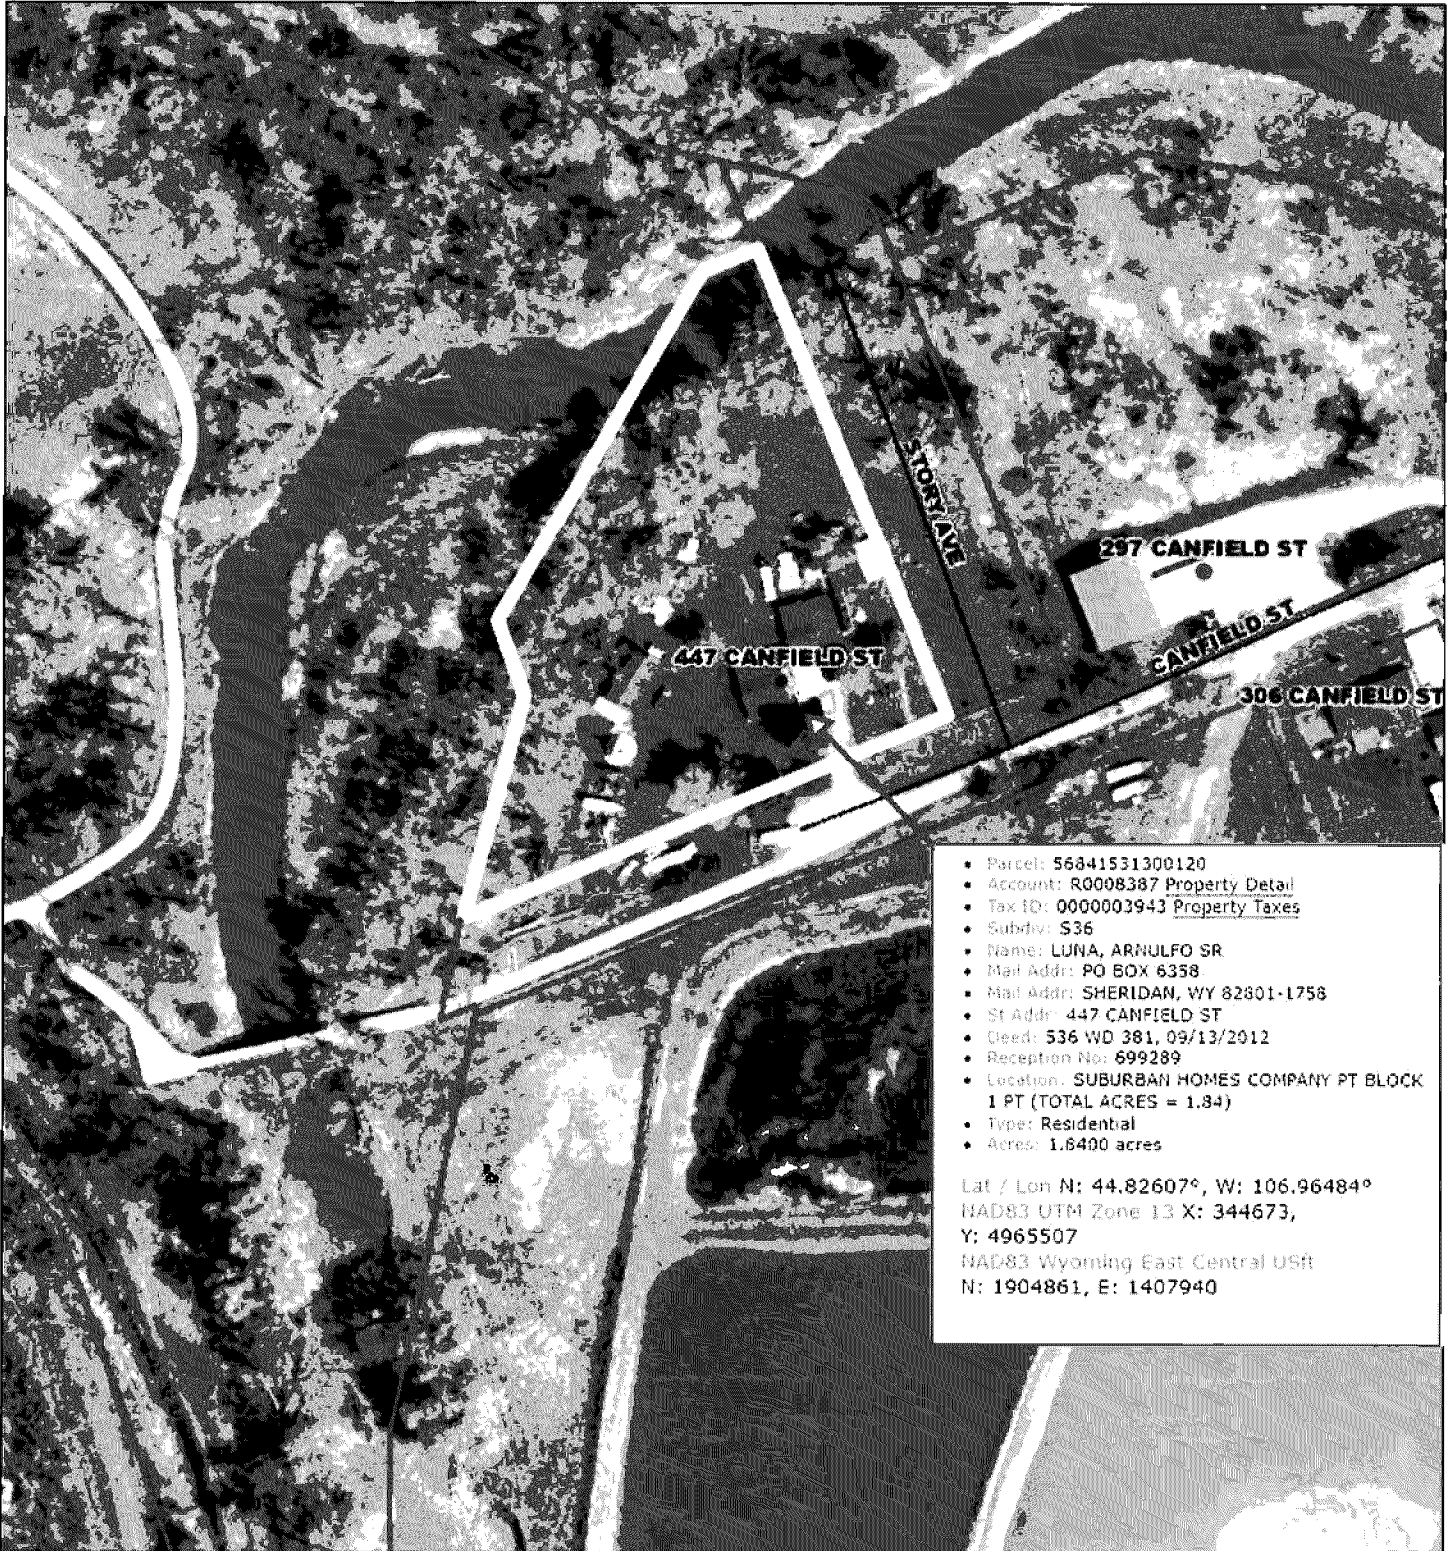 STORY AVE
297 CANFIELD ST
CANFIELD ST
447 CANFIELD ST
306 CANFIELD ST
• Parcel: 56841531300120
• Account: R0008387 Property Detail
• Tax ID: 0000003943 Property Taxes
• Subdiv: S36
• Name: LUNA, ARNULFO SR
• Mail Addr: PO BOX 6358
• Mail Addr: SHERIDAN, WY 82801-1758
• St Addr: 447 CANFIELD ST
• Deed: 536 WD 381, 09/13/2012
• Reception No: 699289
• Location: SUBURBAN HOMES COMPANY PT BLOCK
1 PT (TOTAL ACRES = 1.84)
• Type: Residential
• Acres: 1.8400 acres
Lat / Lon N: 44.82607°, W: 106.96484°
NAD83 UTM Zone 13 X: 344673,
Y: 4965507
NAD83 Wyoming East Central USft
N: 1904861, E: 1407940